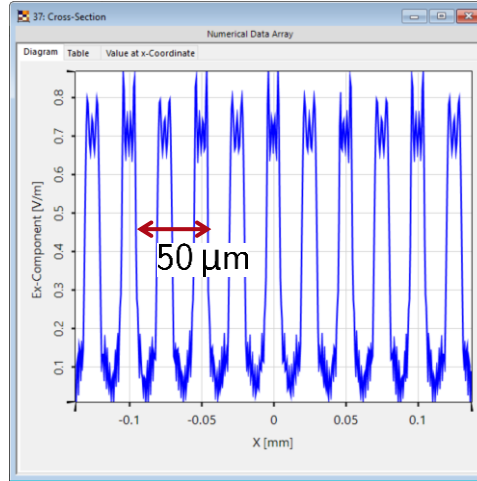 37: Cross-Section
Numerical Data Array
Diagram Table Value at x-Coordinate
Ex-Component [V/m]
0.8
0.7
0.6
0.5
0.4
0.3
0.2
0.1
50 µm
-0.1 -0.05 0 0.05 0.1
X [mm]